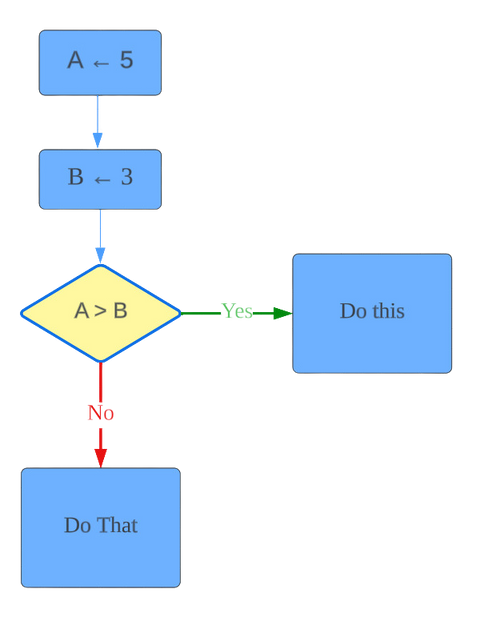 A ← 5
B ← 3
A > B
Yes
Do this
No
Do That